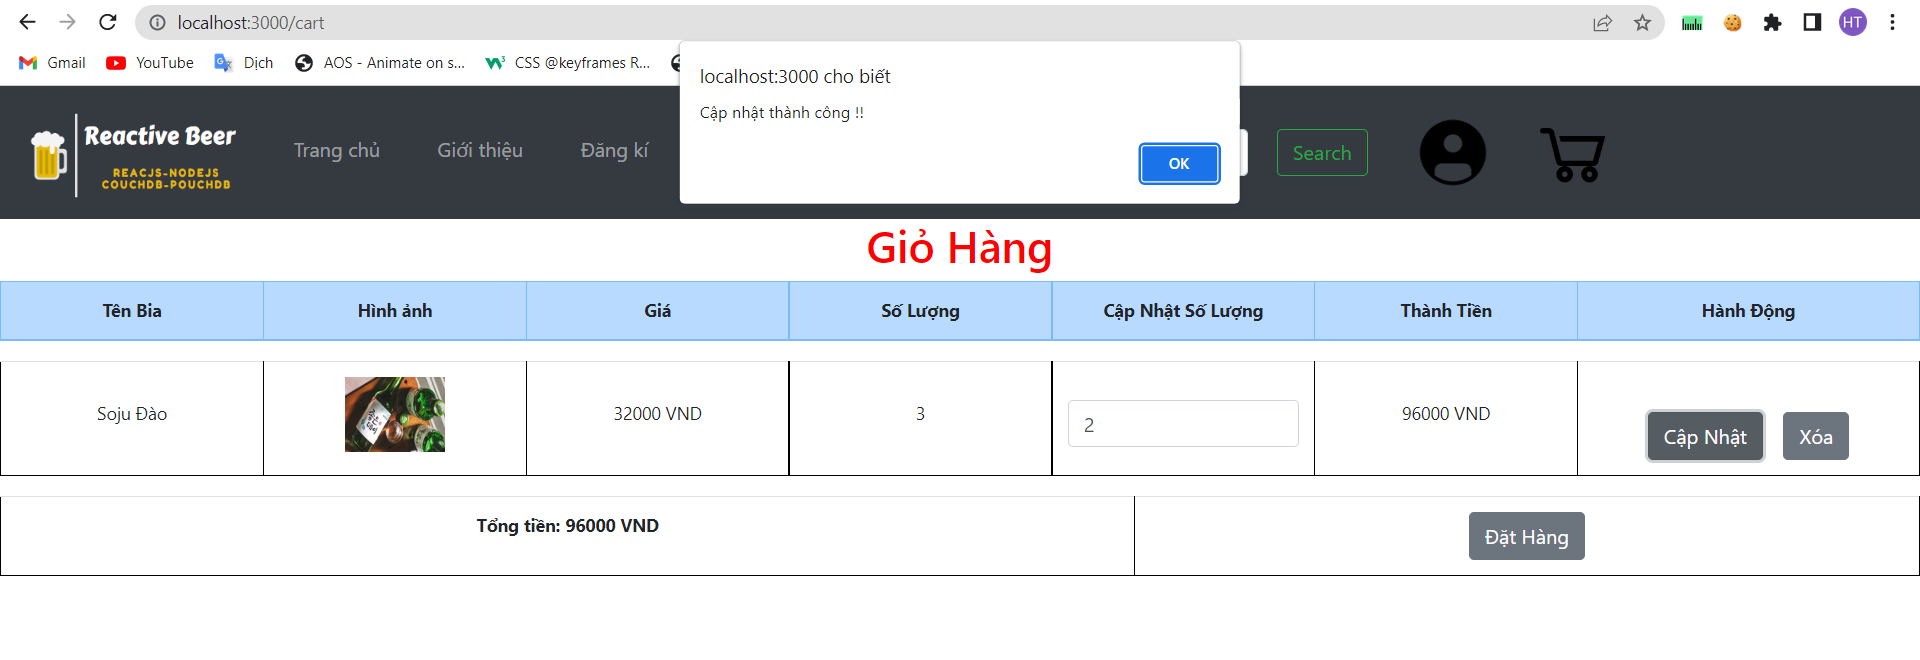 localhost:3000/cart
HT
Gmail
YouTube
Dịch
AOS - Animate on s...
CSS @keyframes R...
localhost:3000 cho biết
Cập nhật thành công !!
OK
Reactive Beer
REACJS-NODEJS
COUCHDB-POUCHDB
Trang chủ
Giới thiệu
Đăng kí
Search
Giỏ Hàng
Tên Bia
Hình ảnh
Giá
Số Lượng
Cập Nhật Số Lượng
Thành Tiền
Hành Động
Soju Đào
32000 VND
3
2
96000 VND
Cập Nhật
Xóa
Tổng tiền: 96000 VND
Đặt Hàng